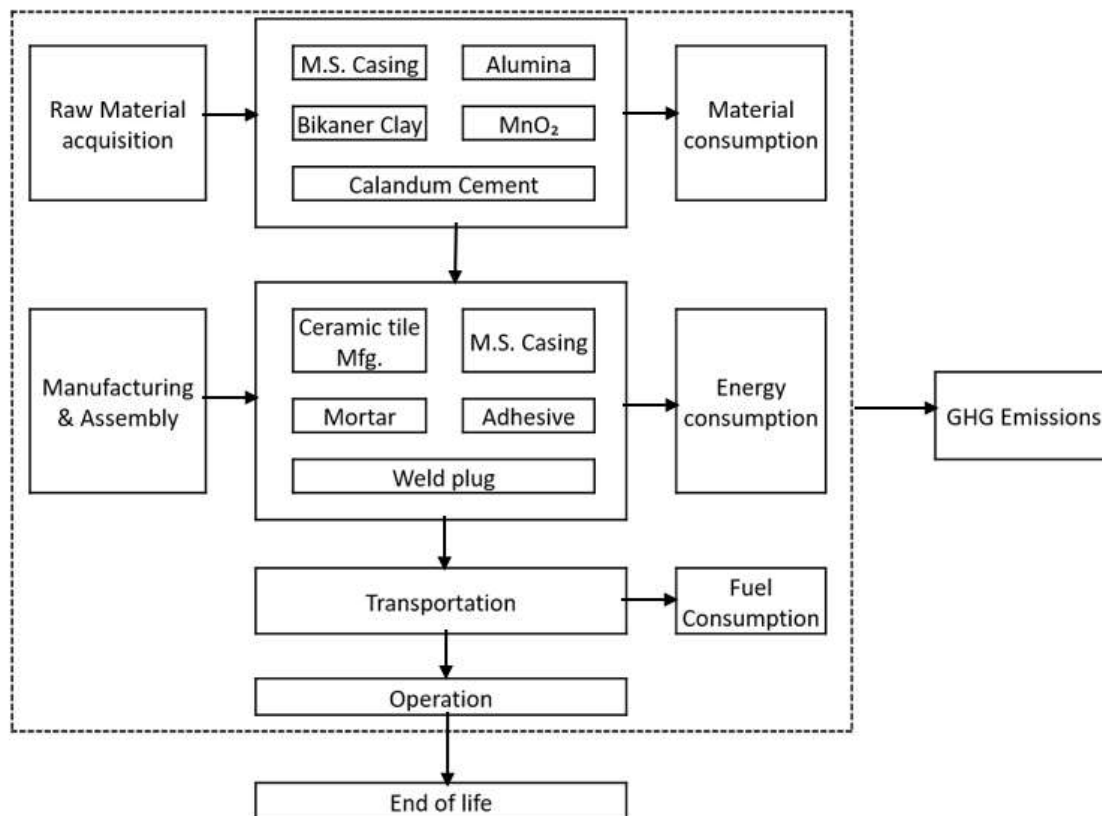 Raw Material
acquisition
M.S. Casing
Alumina
Bikaner Clay
MnO₂
Calandum Cement
Material
consumption
Manufacturing
& Assembly
Ceramic tile
Mfg.
M.S. Casing
Mortar
Adhesive
Weld plug
Energy
consumption
GHG Emissions
Transportation
Fuel
Consumption
Operation
End of life